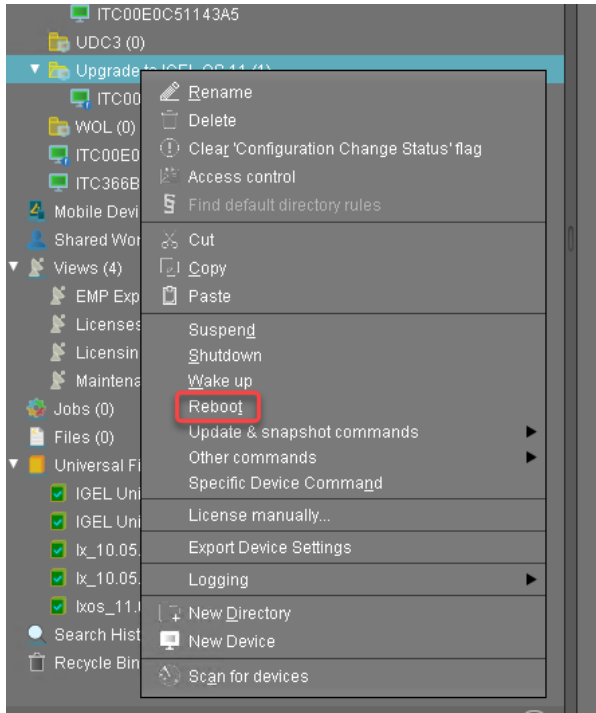 ITC00E0C51143A5
UDC3 (0)
Upgrade to IGEL OS 11 (1)
Rename
ITC00
Delete
WOL (0)
Clear 'Configuration Change Status' flag
ITC00E0
Access control
ITC366B
Find default directory rules
Mobile Devi
Shared Wor
Cut
Views (4)
Copy
EMP Exp
Paste
Licenses
Suspend
Licensin
Shutdown
Maintena
Wake up
Jobs (0)
Reboot
Files (0)
Update & snapshot commands
Universal Fi
Other commands
IGEL Uni
Specific Device Command
IGEL Uni
License manually...
lx_10.05.
Export Device Settings
lx_10.05.
Logging
lxos_11.
New Directory
Search Hist
New Device
Recycle Bin
Scan for devices